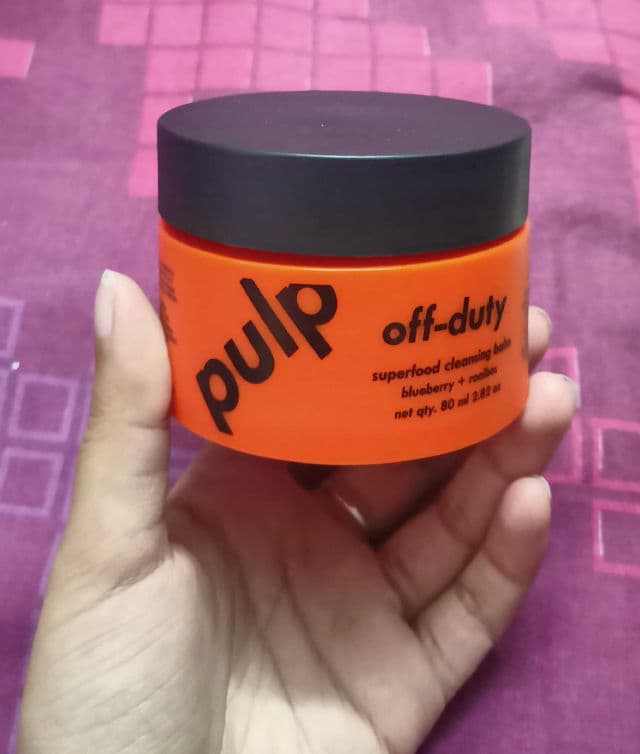 pulp
off-duty
superfood cleansing balm
blueberry + rooibos
net qty. 80 ml 2.82 oz